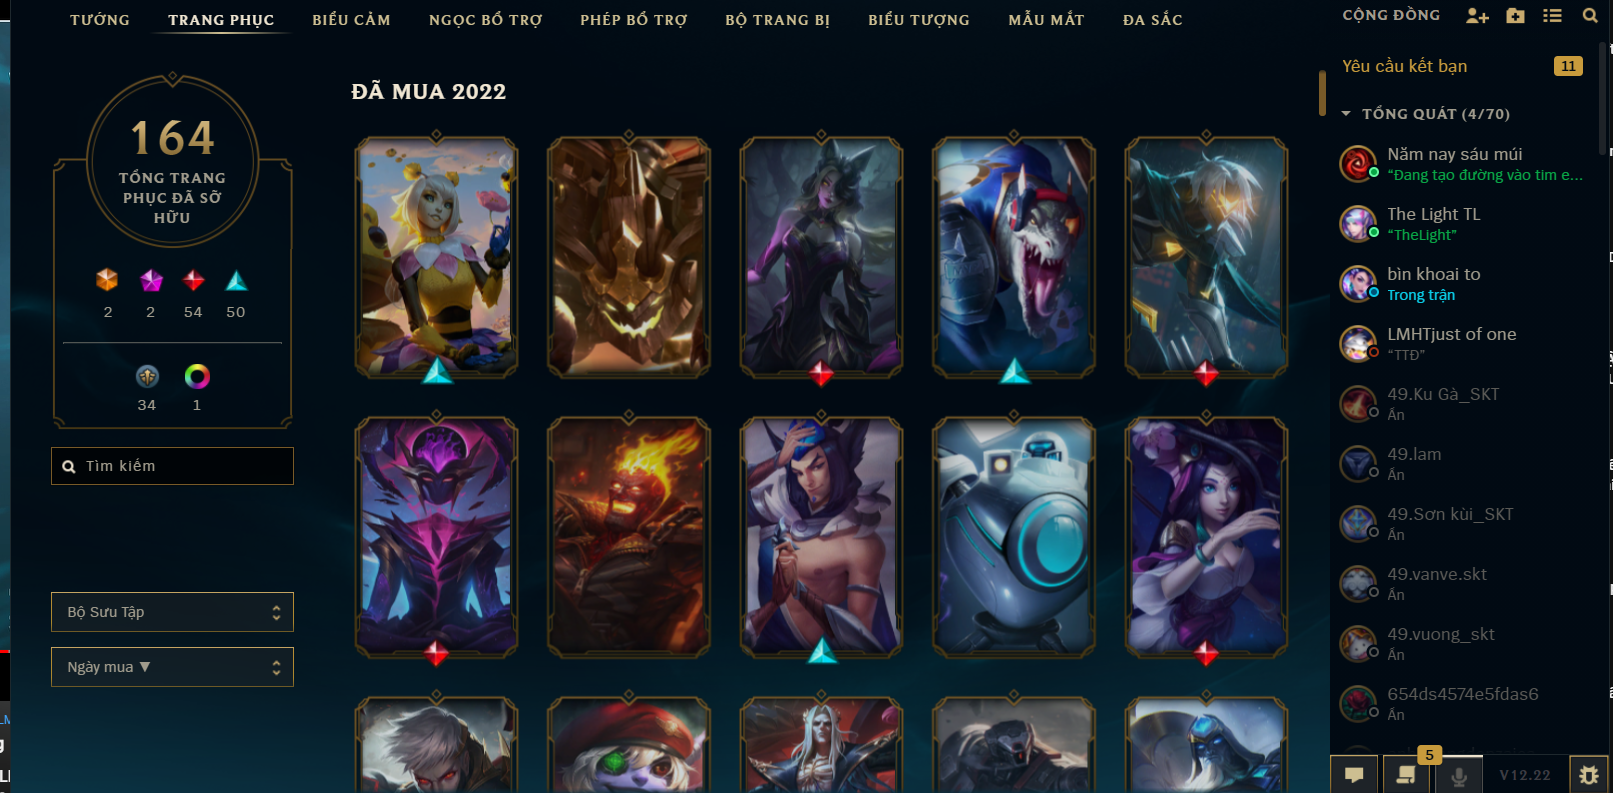 TƯỚNG
TRANG PHỤC
BIỂU CẢM
NGỌC BỔ TRỢ
PHÉP BỔ TRỢ
BỘ TRANG BỊ
BIỂU TƯỢNG
MẪU MẮT
ĐA SẮC
164
TỔNG TRANG
PHỤC ĐÃ SỞ
HỮU
2
2
54
50
34
1
Tìm kiếm
Bộ Sưu Tập
Ngày mua ▼
ĐÃ MUA 2022
CỘNG ĐỒNG
Yêu cầu kết bạn
11
TỔNG QUÁT (4/70)
Năm nay sáu múi
“Đang tạo đường vào tim e...
The Light TL
“TheLight”
bìn khoai to
Trong trận
LMHTjust of one
“TTĐ”
49.Ku Gà_SKT
Ẩn
49.lam
Ẩn
49.Sơn kùi_SKT
Ẩn
49.vanve.skt
Ẩn
49.vuong_skt
Ẩn
654ds4574e5fdas6
Ẩn
5
V12.22